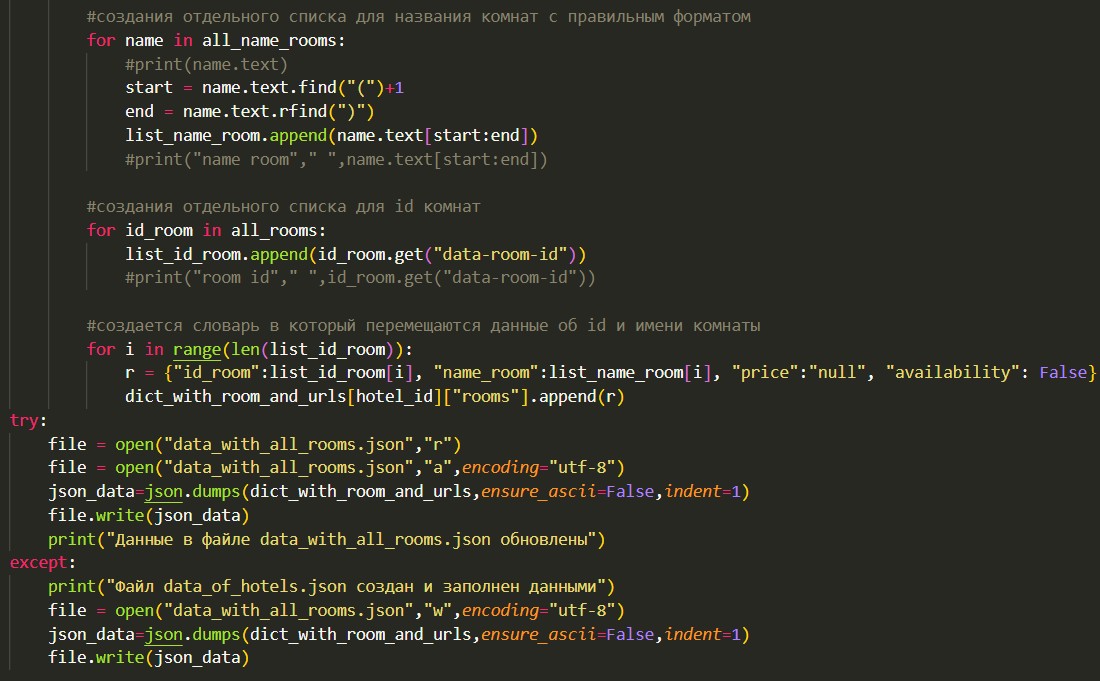 #создания отдельного списка для названия комнат с правильным форматом
for name in all_name_rooms:
#print(name.text)
start = name.text.find("(")+1
end = name.text.rfind(")")
list_name_room.append(name.text[start:end])
#print("name room"," ",name.text[start:end])
#создания отдельного списка для id комнат
for id_room in all_rooms:
list_id_room.append(id_room.get("data-room-id"))
#print("room id"," ",id_room.get("data-room-id"))
#создается словарь в который перемещаются данные об id и имени комнаты
for i in range(len(list_id_room)):
r = {"id_room":list_id_room[i], "name_room":list_name_room[i], "price":"null", "availability": False}
dict_with_room_and_urls[hotel_id]["rooms"].append(r)
try:
file = open("data_with_all_rooms.json","r")
file = open("data_with_all_rooms.json","a",encoding="utf-8")
json_data=json.dumps(dict_with_room_and_urls,ensure_ascii=False,indent=1)
file.write(json_data)
print("Данные в файле data_with_all_rooms.json обновлены")
except:
print("Файл data_of_hotels.json создан и заполнен данными")
file = open("data_with_all_rooms.json","w",encoding="utf-8")
json_data=json.dumps(dict_with_room_and_urls,ensure_ascii=False,indent=1)
file.write(json_data)